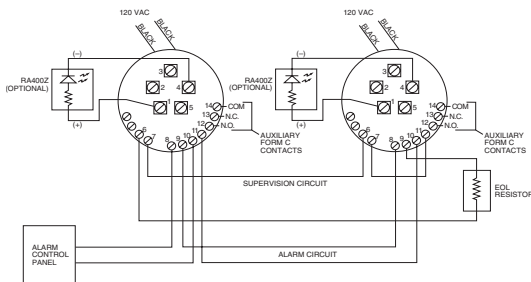 120 VAC
BLACK
BLACK
120 VAC
BLACK
BLACK
(–)
RA400Z
(OPTIONAL)
(+)
3
2
4
1
5
14
COM
13
N.C.
12
N.O.
6
7
8
9
10
11
AUXILIARY
FORM C
CONTACTS
(–)
RA400Z
(OPTIONAL)
(+)
3
2
4
1
5
14
COM
13
N.C.
12
N.O.
6
7
8
9
10
11
AUXILIARY
FORM C
CONTACTS
SUPERVISION CIRCUIT
EOL
RESISTOR
ALARM
CONTROL
PANEL
ALARM CIRCUIT